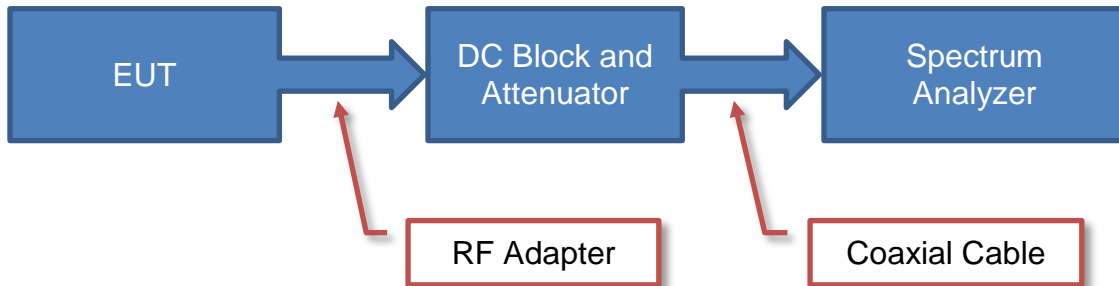 EUT
DC Block and
Attenuator
Spectrum
Analyzer
RF Adapter
Coaxial Cable